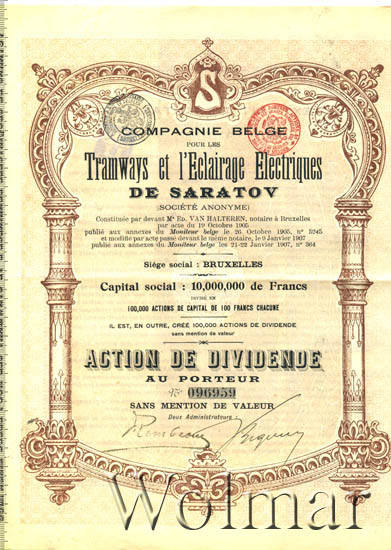 S
COMPAGNIE BELGE
POUR LES
Tramways et l'Eclairage Electriques
DE SARATOV
(SOCIÉTÉ ANONYME)
Constituée par devant Me ED. VAN HALTEREN, notaire à Bruxelles
par acte du 19 Octobre 1905
publié aux annexes du Moniteur belge le 26 Octobre 1905, no 5245
et modifié par acte passé devant le même notaire, le 9 Janvier 1907
publié aux annexes du Moniteur belge les 21-22 Janvier 1907, no 364
Siège social : BRUXELLES
Capital social : 10,000,000 de Francs
DIVISÉ EN
100,000 ACTIONS DE CAPITAL DE 100 FRANCS CHACUNE
IL EST, EN OUTRE, CRÉÉ 100,000 ACTIONS DE DIVIDENDE
sans mention de valeur
ACTION DE DIVIDENDE
AU PORTEUR
No 096959
SANS MENTION DE VALEUR
Deux Administrateurs
Wolmar